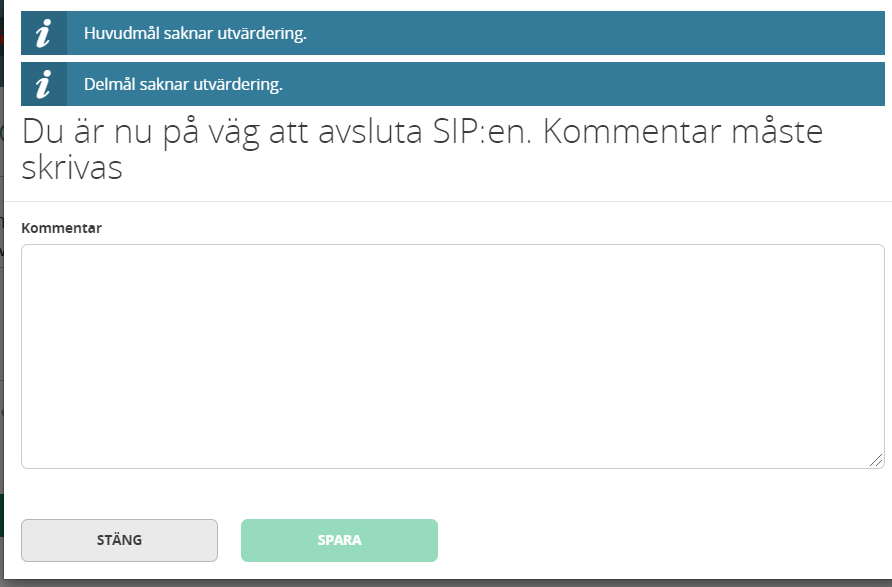 Huvudmål saknar utvärdering.
Delmål saknar utvärdering.
Du är nu på väg att avsluta SIP:en. Kommentar måste
skrivas
Kommentar
STÄNG
SPARA